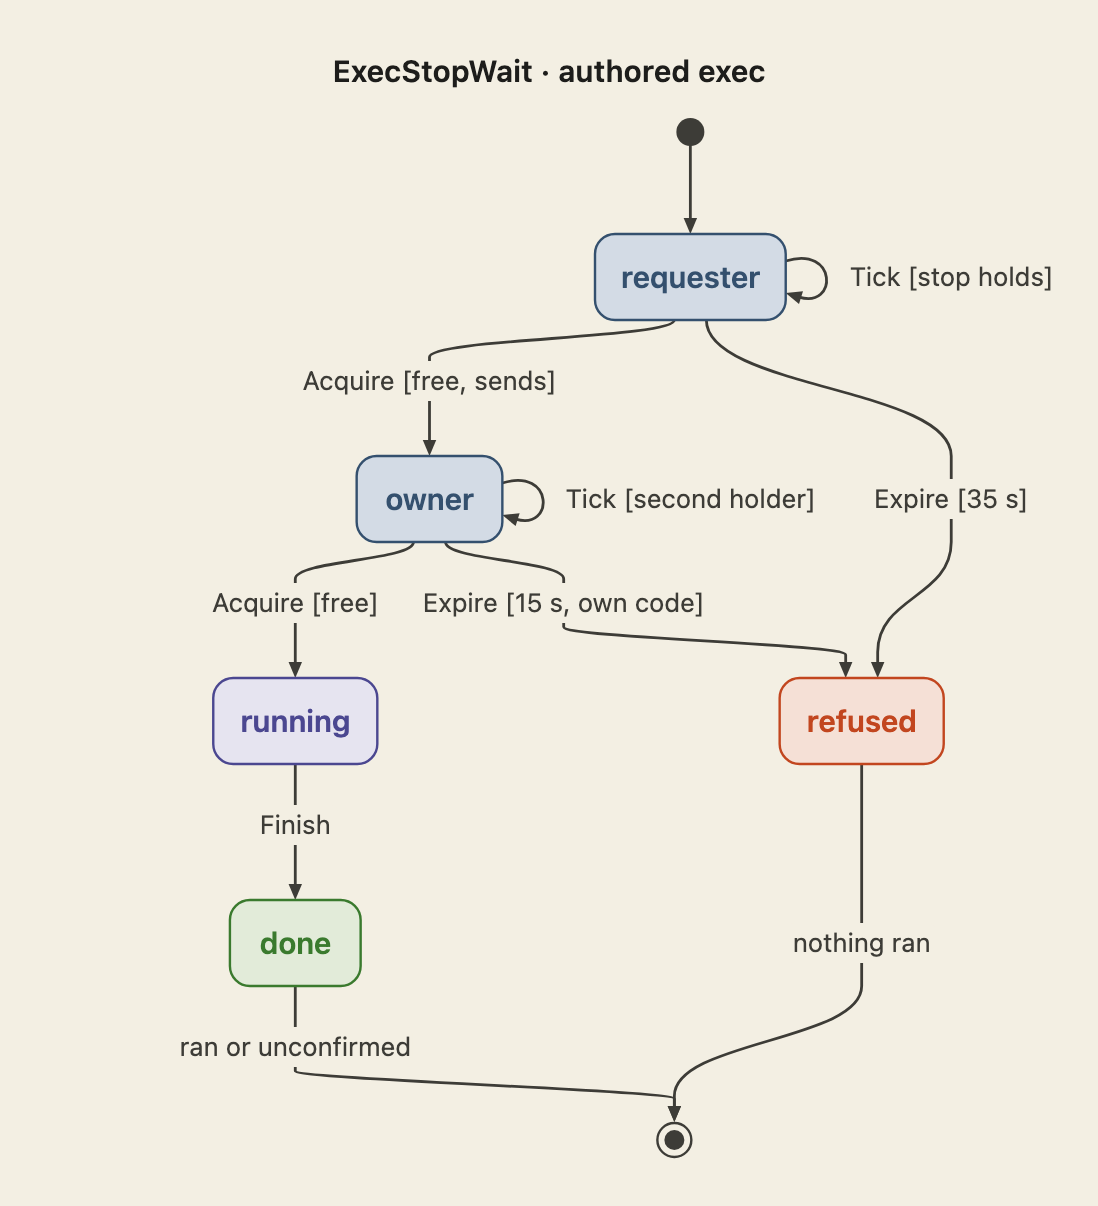 ExecStopWait · authored exec
requester
Tick [stop holds]
Acquire [free, sends]
owner
Tick [second holder]
Expire [35 s]
Acquire [free]
Expire [15 s, own code]
running
refused
Finish
done
nothing ran
ran or unconfirmed